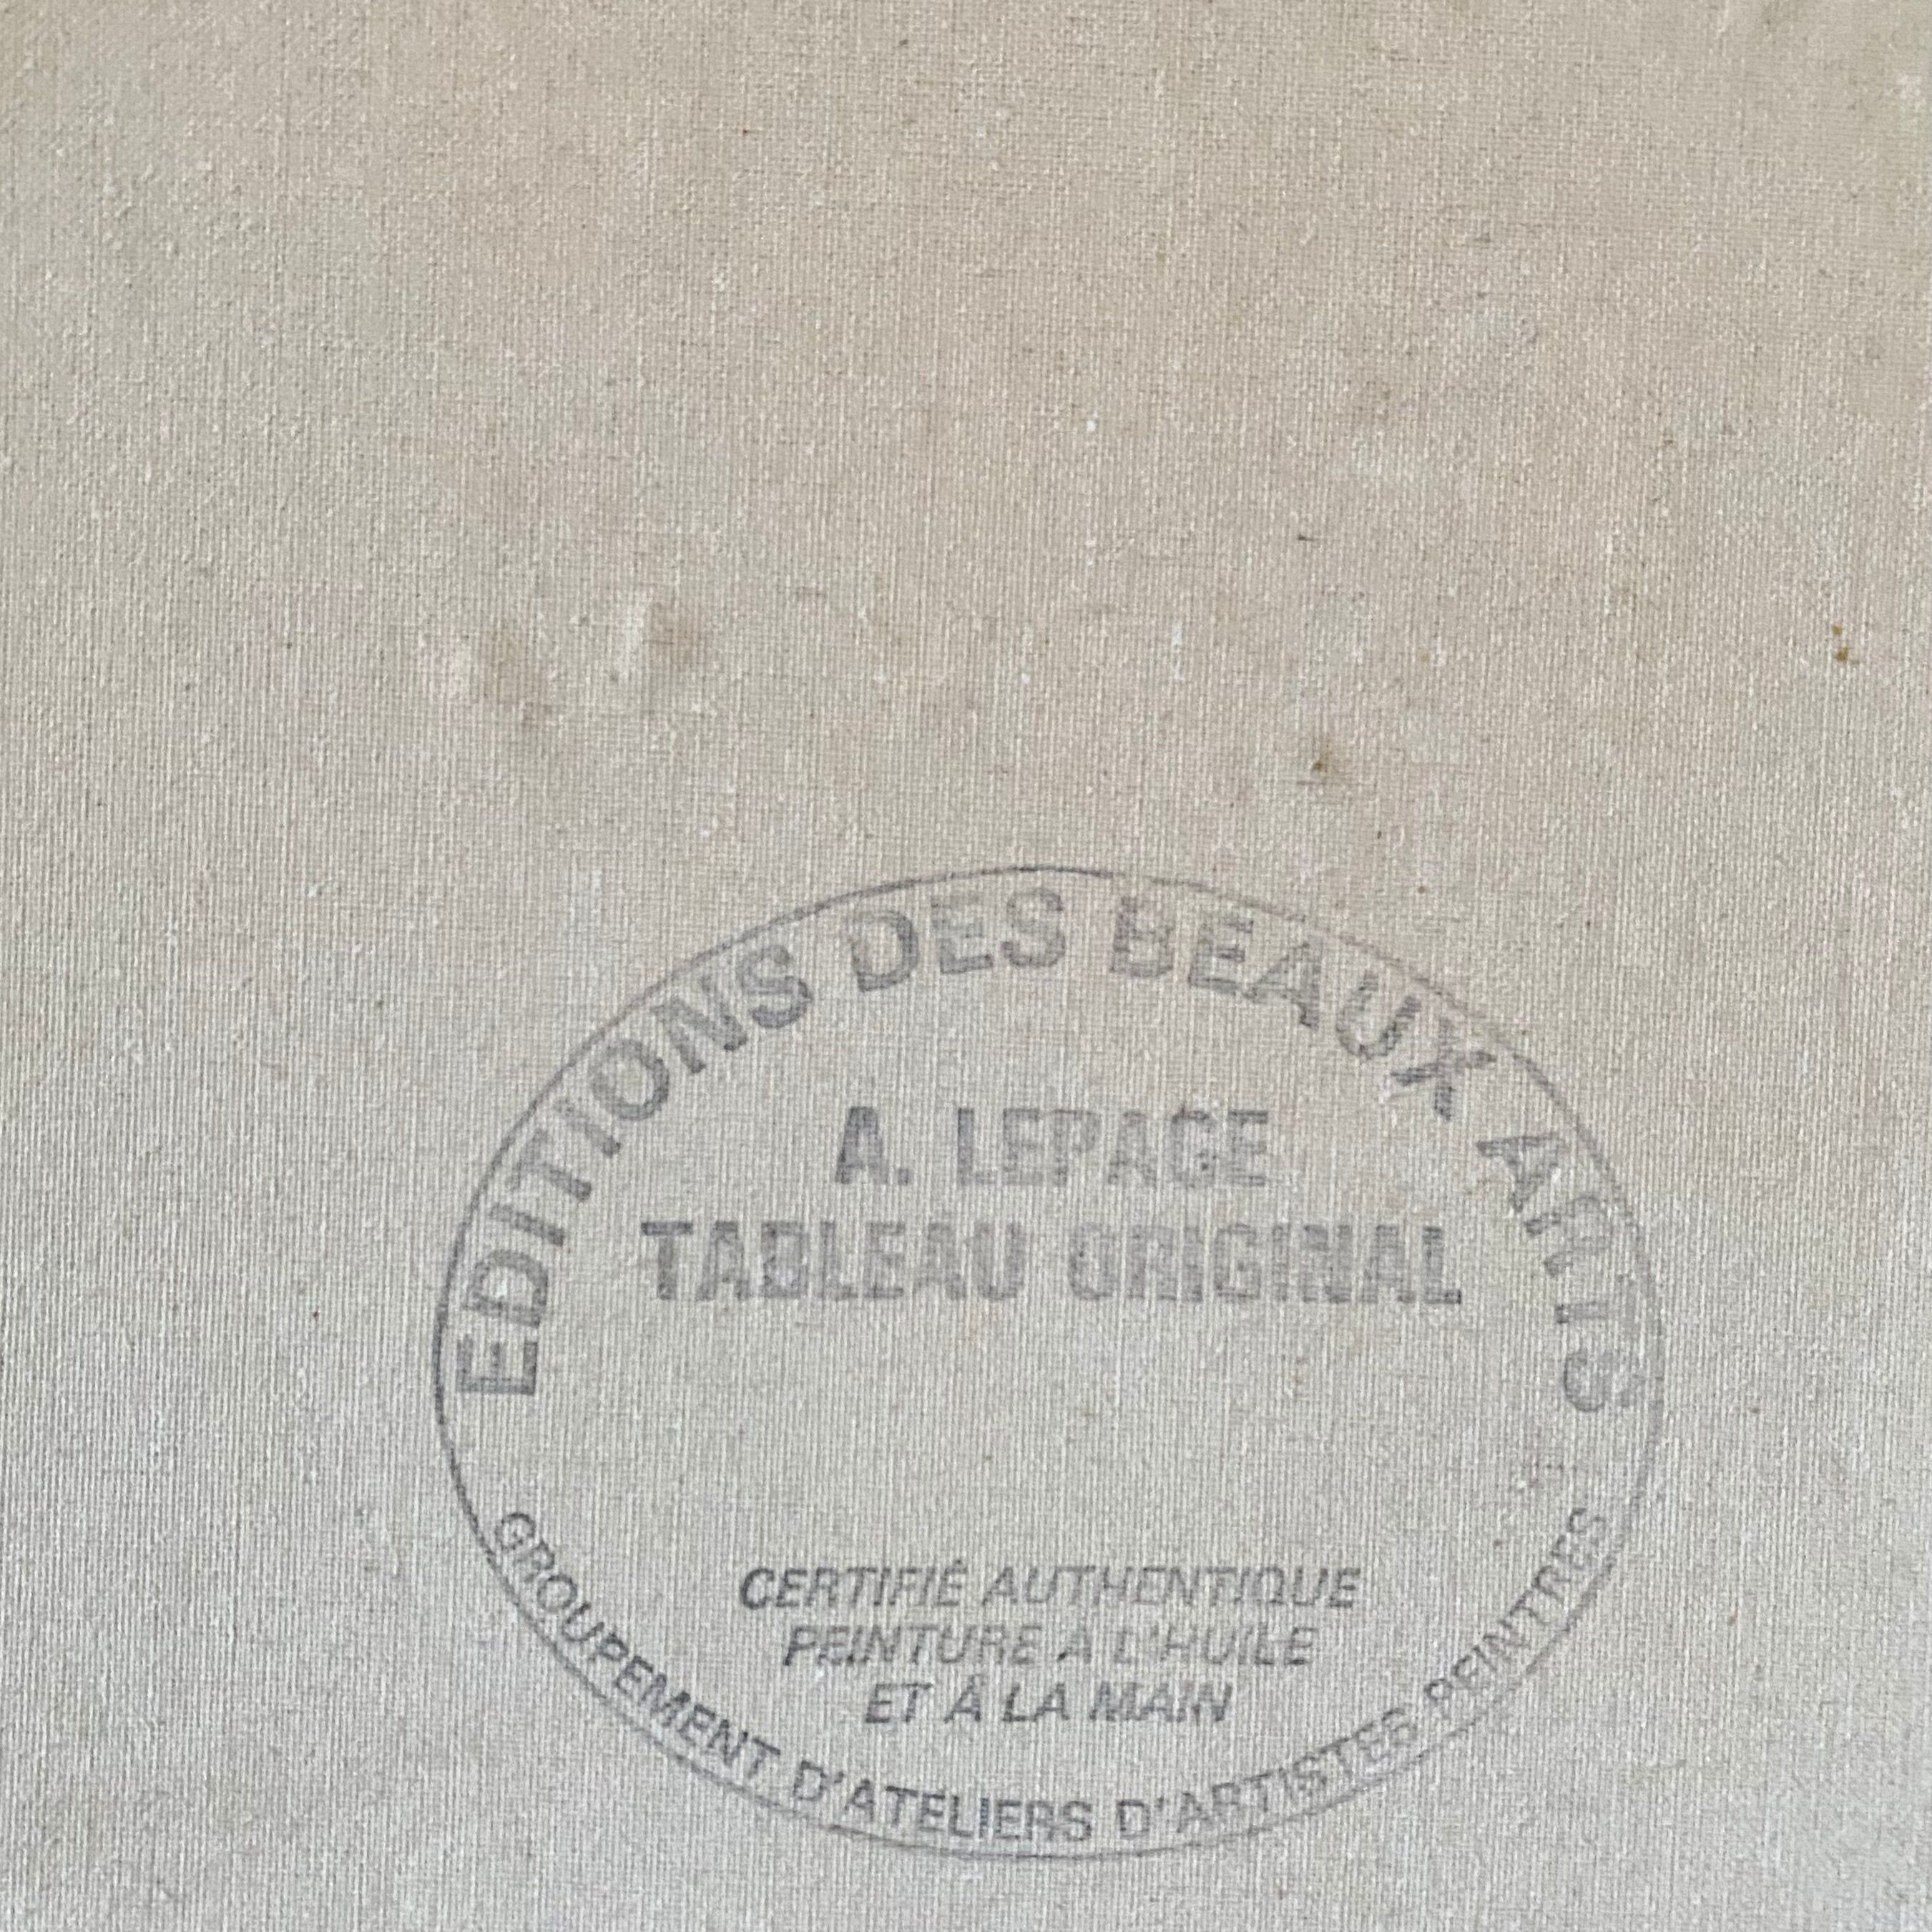 EDITIONS DES BEAUX ARTS
A. LEPAGE
TABLEAU ORIGINAL
CERTIFIÉ AUTHENTIQUE
PEINTURE À L'HUILE
ET À LA MAIN
GROUPEMENT D'ATELIERS D'ARTISTES PEINTRES